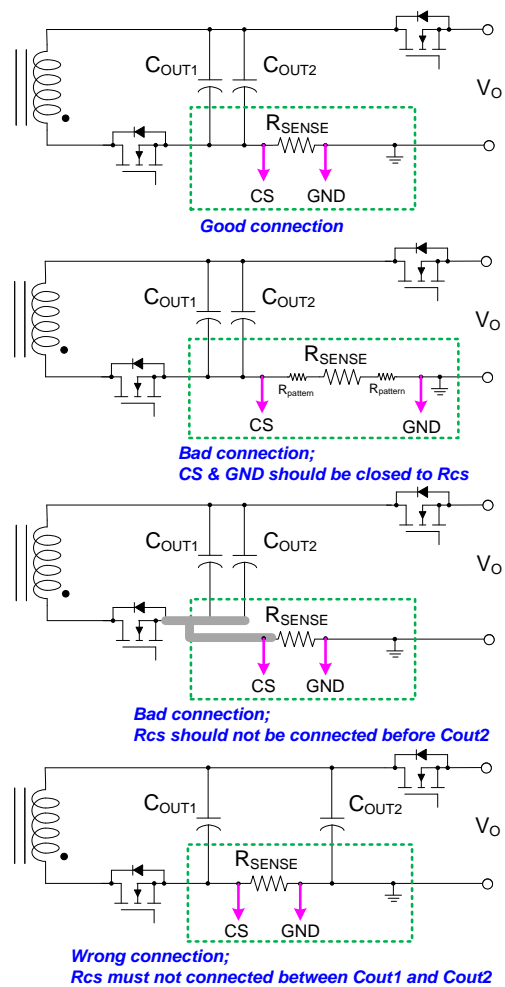 COUT1
COUT2
VO
RSENSE
CS
GND
Good connection
COUT1
COUT2
VO
RSENSE
Rpattern
Rpattern
CS
GND
Bad connection;
CS & GND should be closed to Rcs
COUT1
COUT2
VO
RSENSE
CS
GND
Bad connection;
Rcs should not be connected before Cout2
COUT1
COUT2
VO
RSENSE
CS
GND
Wrong connection;
Rcs must not connected between Cout1 and Cout2